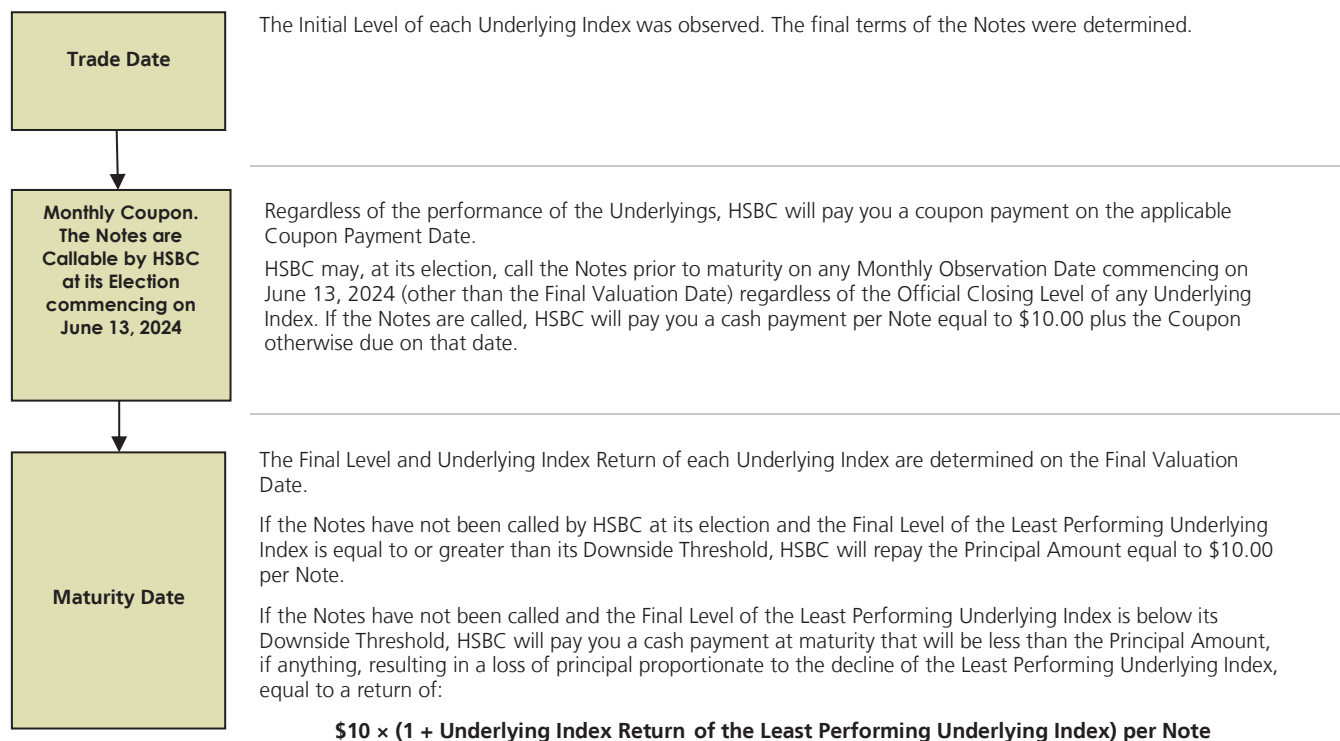 Trade Date
The Initial Level of each Underlying Index was observed. The final terms of the Notes were determined.
Monthly Coupon.
The Notes are
Callable by HSBC
at its Election
commencing on
June 13, 2024
Regardless of the performance of the Underlyings, HSBC will pay you a coupon payment on the applicable
Coupon Payment Date.
HSBC may, at its election, call the Notes prior to maturity on any Monthly Observation Date commencing on
June 13, 2024 (other than the Final Valuation Date) regardless of the Official Closing Level of any Underlying
Index. If the Notes are called, HSBC will pay you a cash payment per Note equal to $10.00 plus the Coupon
otherwise due on that date.
Maturity Date
The Final Level and Underlying Index Return of each Underlying Index are determined on the Final Valuation
Date.
If the Notes have not been called by HSBC at its election and the Final Level of the Least Performing Underlying
Index is equal to or greater than its Downside Threshold, HSBC will repay the Principal Amount equal to $10.00
per Note.
If the Notes have not been called and the Final Level of the Least Performing Underlying Index is below its
Downside Threshold, HSBC will pay you a cash payment at maturity that will be less than the Principal Amount,
if anything, resulting in a loss of principal proportionate to the decline of the Least Performing Underlying Index,
equal to a return of:
$10 × (1 + Underlying Index Return of the Least Performing Underlying Index) per Note